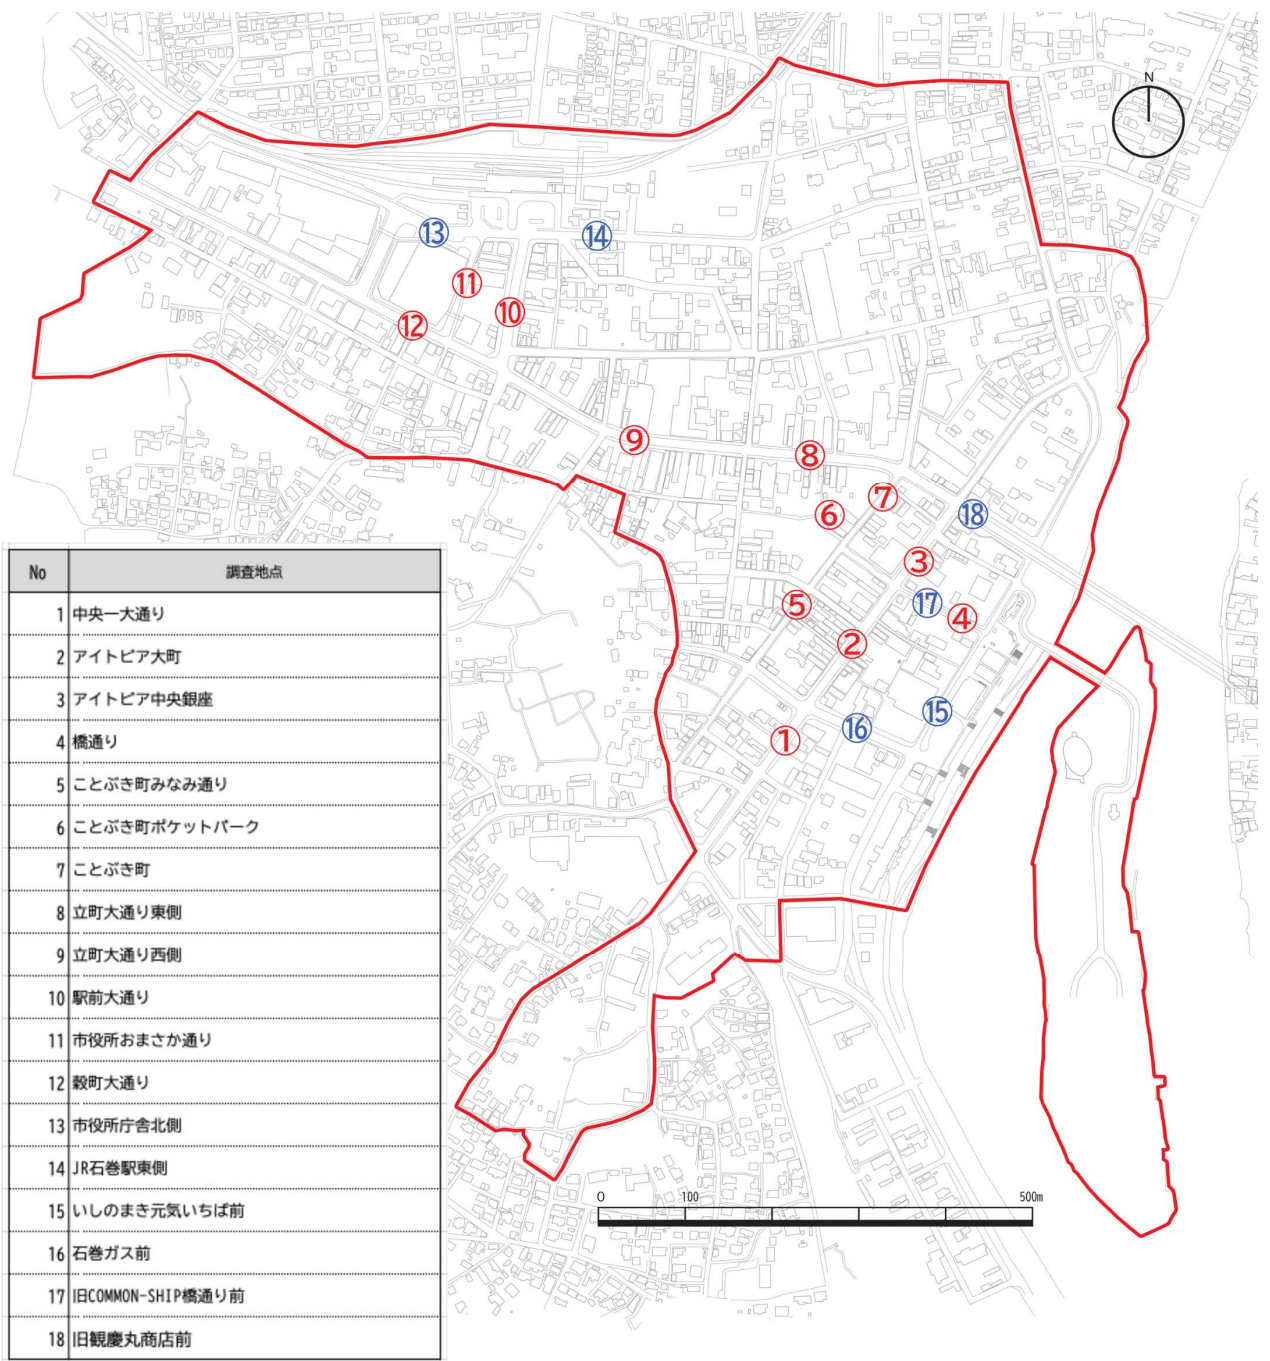 N
⑬
⑭
⑪
⑩
⑫
⑨
⑧
⑦
⑥
⑱
③
⑰
④
⑤
②
⑮
⑯
①
No 調査地点
1 中央一大通り
2 アイトピア大町
3 アイトピア中央銀座
4 橋通り
5 ことぶき町みなみ通り
6 ことぶき町ポケットパーク
7 ことぶき町
8 立町大通り東側
9 立町大通り西側
10 駅前大通り
11 市役所おまさか通り
12 穀町大通り
13 市役所庁舎北側
14 JR石巻駅東側
15 いしのまき元気いちば前
16 石巻ガス前
17 旧COMMON-SHIP橋通り前
18 旧観慶丸商店前
0 100 500m